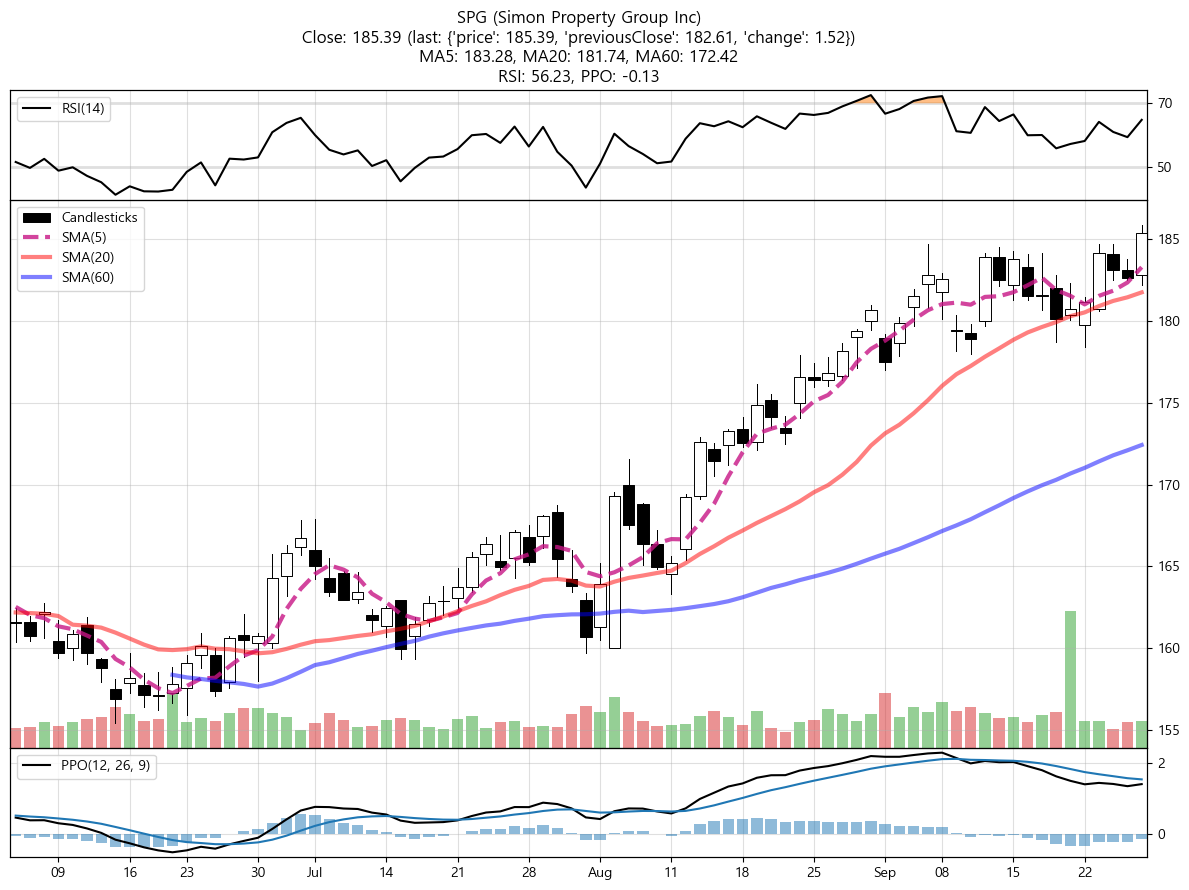 SPG (Simon Property Group Inc)
Close: 185.39 (last: {'price': 185.39, 'previousClose': 182.61, 'change': 1.52})
MA5: 183.28, MA20: 181.74, MA60: 172.42
RSI: 56.23, PPO: -0.13
RSI(14)
70
50
Candlesticks
SMA(5)
SMA(20)
SMA(60)
185
180
175
170
165
160
155
PPO(12, 26, 9)
2
0
09 16 23 30 Jul 14 21 28 Aug 11 18 25 Sep 08 15 22